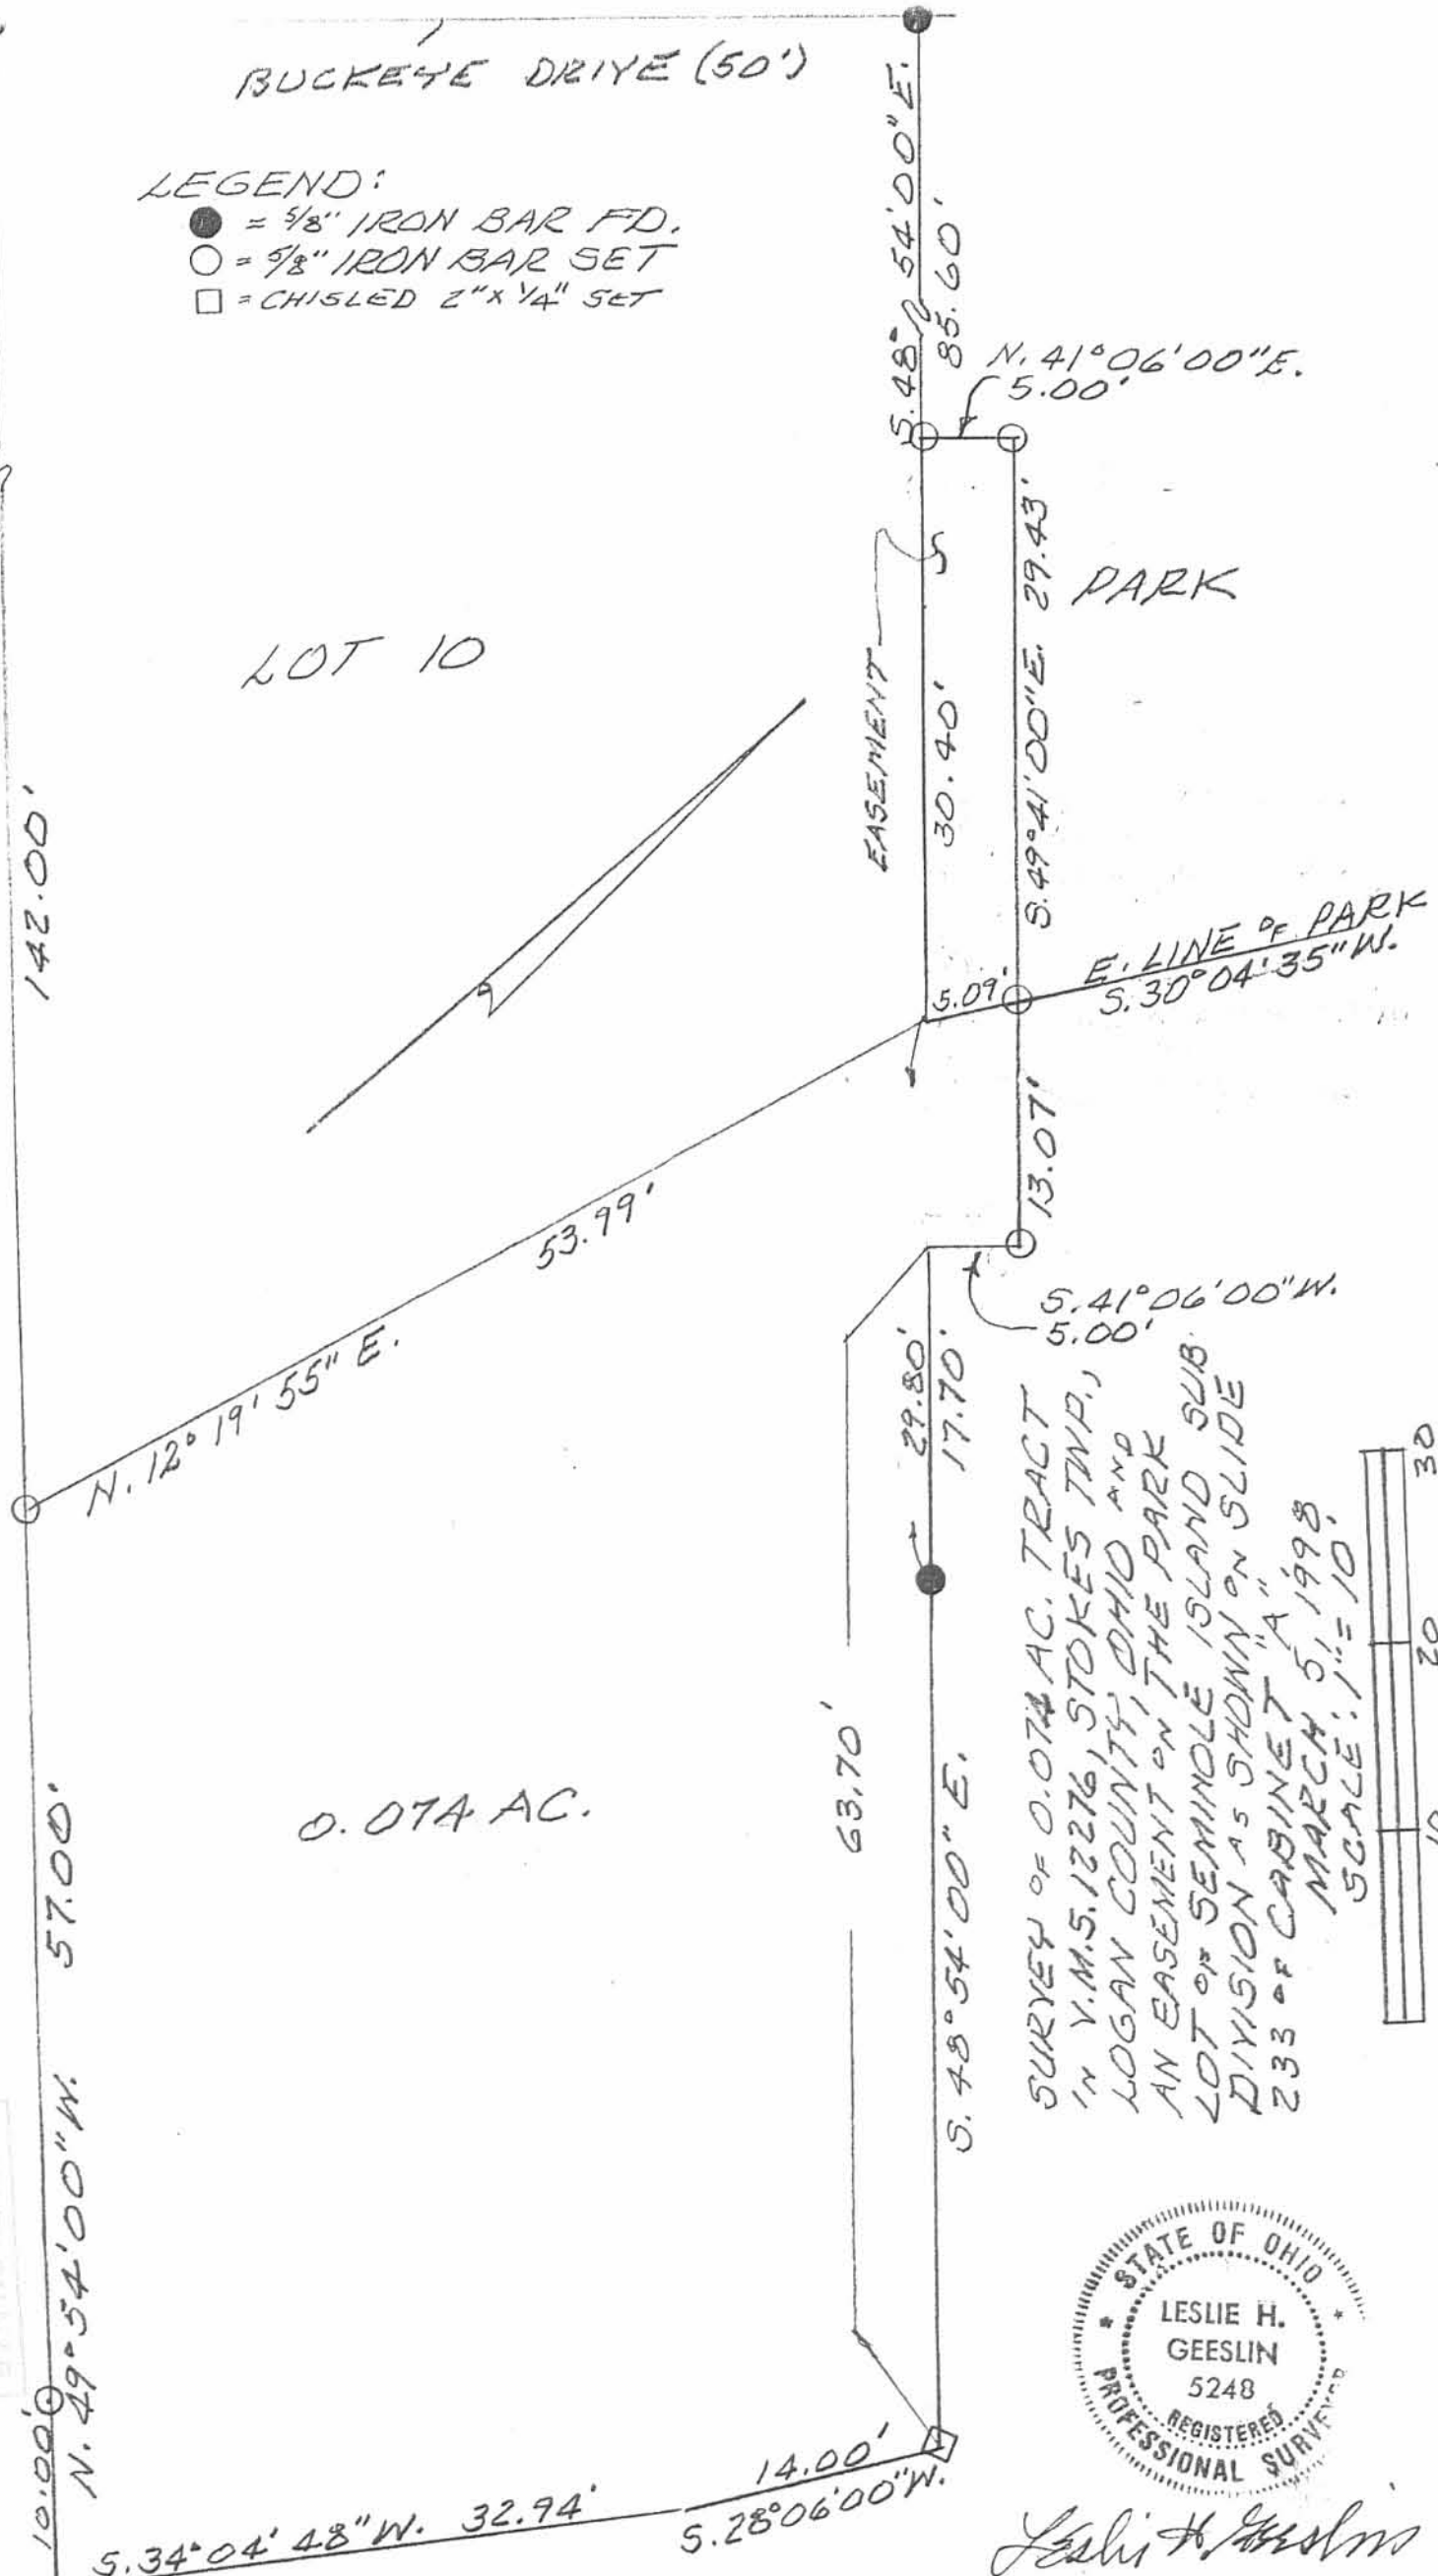 BUCKEYE DRIVE (50')
LEGEND:
● = 5/8" IRON BAR FD.
○ = 5/8" IRON BAR SET
□ = CHISLED 2" x 1/4" SET
S. 48° 54' 00" E.
85.60'
N. 41° 06' 00" E.
5.00'
29.43'
S. 49° 41' 00" E.
PARK
LOT 10
EASEMENT
30.40'
142.00'
E. LINE OF PARK
S. 30° 04' 35" W.
5.09'
13.07'
53.99'
N. 12° 19' 55" E.
S. 41° 06' 00" W.
5.00'
29.80'
17.70'
63.70'
S. 48° 54' 00" E.
0.074 AC.
57.00'
N. 49° 54' 00" W.
10.00'
14.00'
S. 28° 06' 00" W.
S. 34° 04' 48" W. 32.94'
SURVEY OF 0.074 AC. TRACT
IN V.M.S. 12276, STOKES TWP.,
LOGAN COUNTY, OHIO AND
AN EASEMENT ON THE PARK
LOT OF SEMINOLE ISLAND SUB.
DIVISION AS SHOWN ON SLIDE
233 OF CABINET "A"
MARCH 5, 1998
SCALE: 1" = 10'
30
20
10
STATE OF OHIO
LESLIE H.
GEESLIN
5248
REGISTERED
PROFESSIONAL SURVEYOR
Leslie H. Geeslin